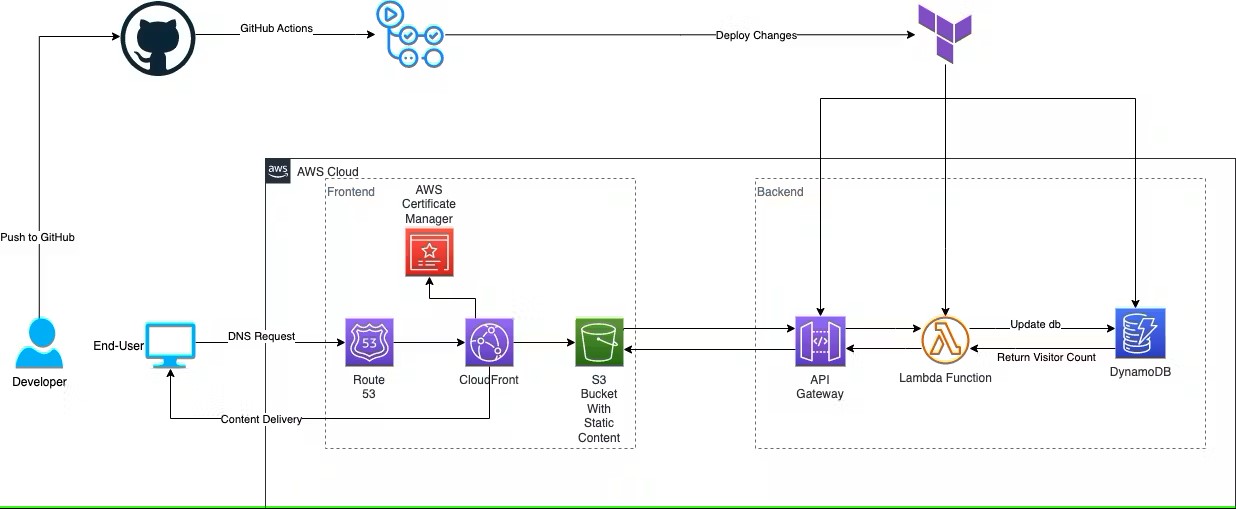 GitHub Actions
Deploy Changes
aws
AWS Cloud
Frontend
AWS
Certificate
Manager
Backend
Push to GitHub
Developer
End-User
DNS Request
53
Route
53
CloudFront
S3
Bucket
With
Static
Content
Content Delivery
</>
API
Gateway
Lambda Function
Update db
Return Visitor Count
DynamoDB